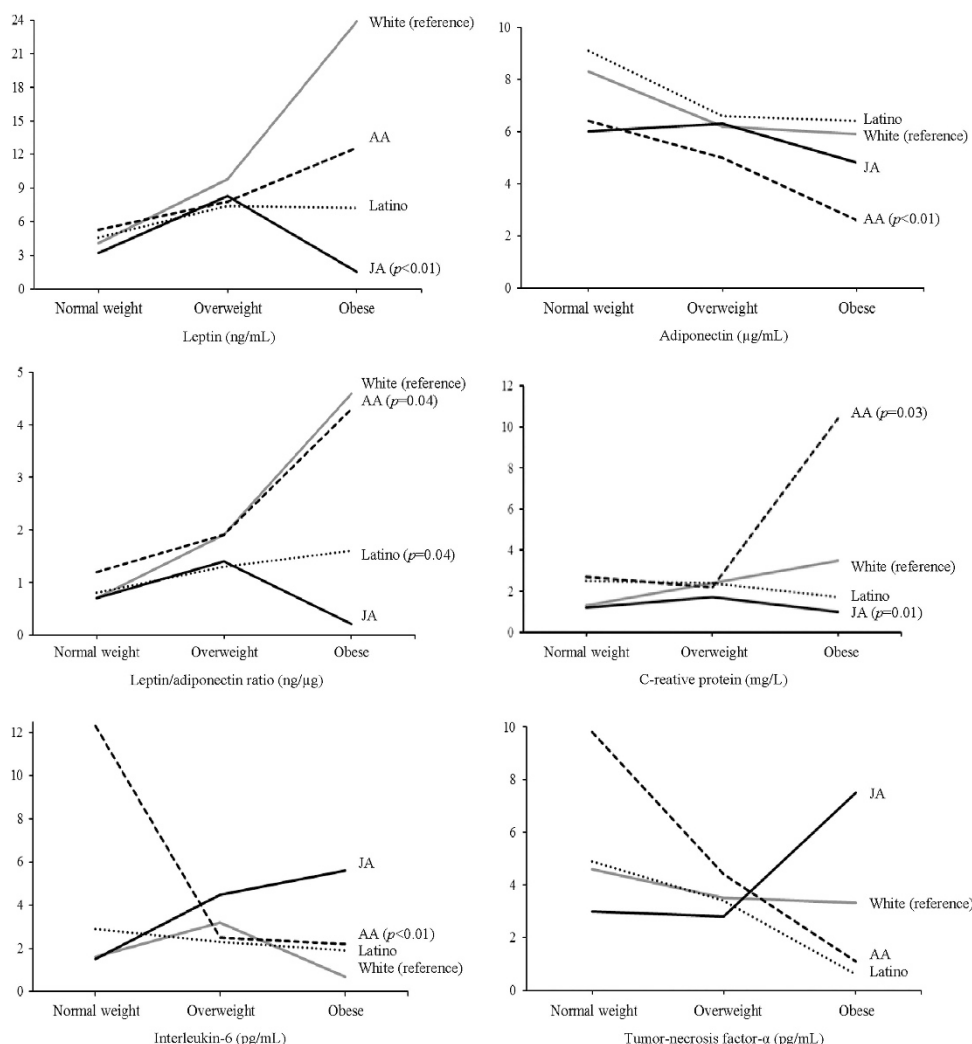 24
21
18
15
12
9
6
3
0
White (reference)
AA
Latino
JA (p<0.01)
Normal weight Overweight Obese
Leptin (ng/mL)
10
8
6
4
2
0
Latino
White (reference)
JA
AA (p<0.01)
Normal weight Overweight Obese
Adiponectin (µg/mL)
5
4
3
2
1
0
White (reference)
AA (p=0.04)
Latino (p=0.04)
JA
Normal weight Overweight Obese
Leptin/adiponectin ratio (ng/µg)
12
10
8
6
4
2
0
AA (p=0.03)
White (reference)
Latino
JA (p=0.01)
Normal weight Overweight Obese
C-reative protein (mg/L)
12
10
8
6
4
2
0
JA
AA (p<0.01)
Latino
White (reference)
Normal weight Overweight Obese
Interleukin-6 (pg/mL)
10
8
6
4
2
0
JA
White (reference)
AA
Latino
Normal weight Overweight Obese
Tumor-necrosis factor-α (pg/mL)